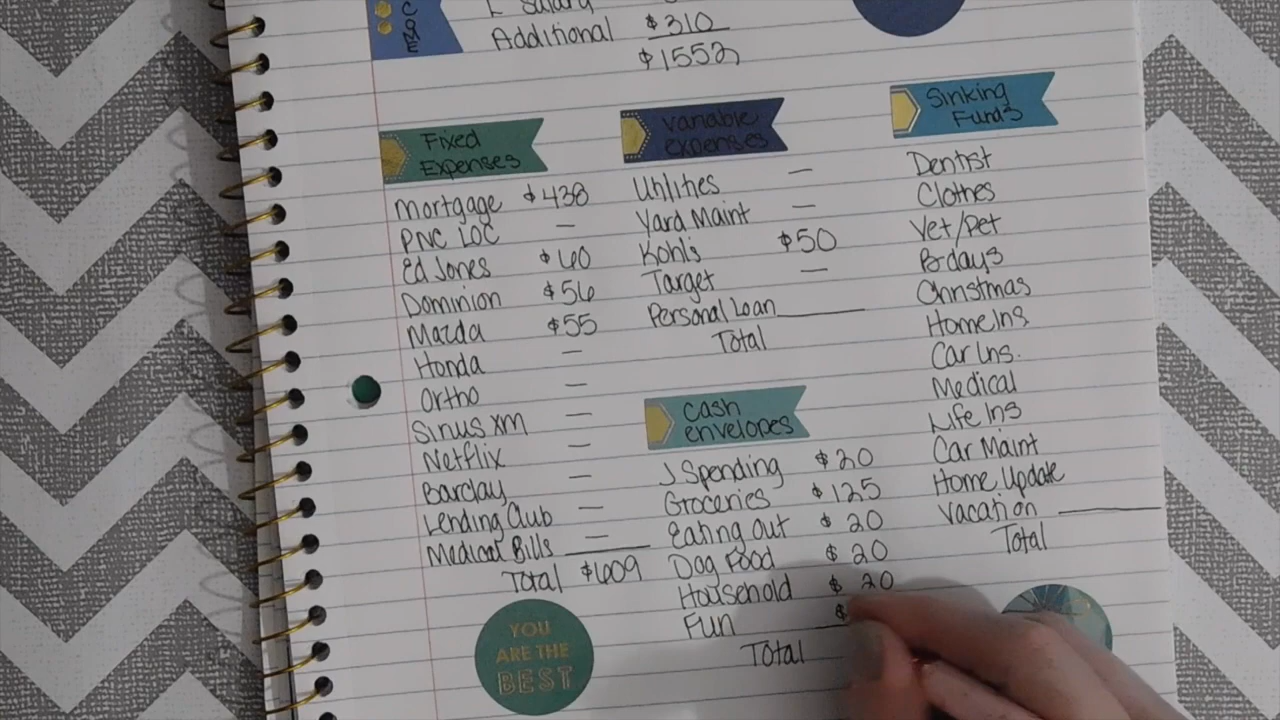 COME
L Salary
Additional $310
$1552
Fixed Expenses
Mortgage $438
PNC LOC —
Ed Jones $60
Dominion $56
Mazda $55
Honda —
Ortho —
Sirius xm —
Netflix —
Barclay —
Lending Club —
Medical Bills —
Total $609
Variable expenses
Utilities —
Yard Maint —
Kohl's $50
Target —
Personal Loan
Total
Cash envelopes
J Spending $20
Groceries $125
Eating Out $20
Dog Food $20
Household $20
Fun $
Total
Sinking Funds
Dentist
Clothes
Vet/Pet
Bdays
Christmas
Home Ins
Car Ins.
Medical
Life Ins
Car Maint
Home Update
Vacation
Total
YOU
ARE THE
BEST